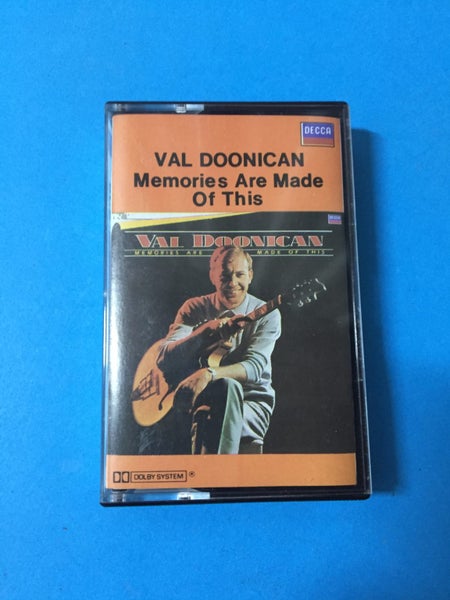 DECCA
VAL DOONICAN
Memories Are Made
Of This
VAL DOONICAN
MEMORIES ARE MADE OF THIS
DOLBY SYSTEM